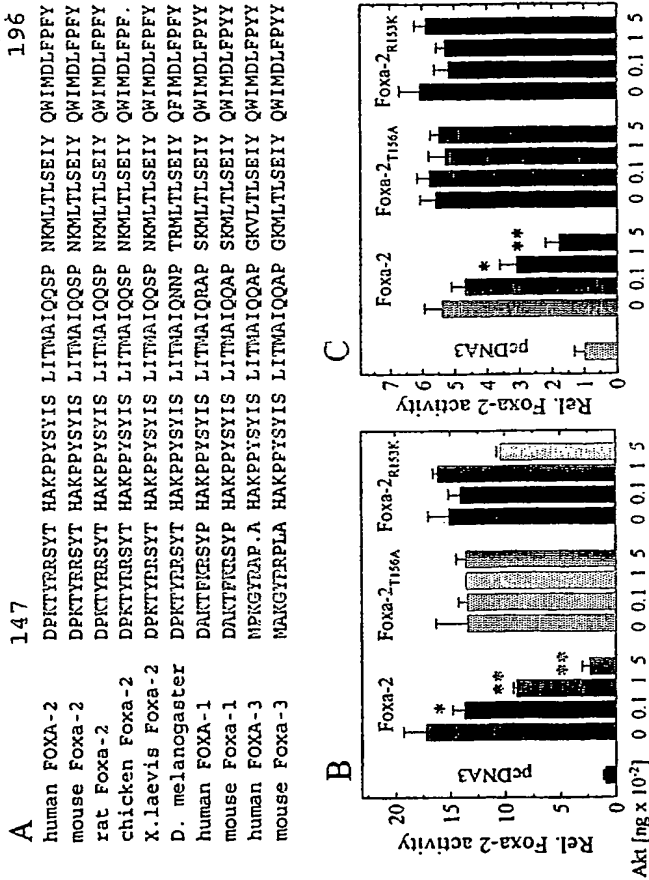 A
147 196
human FOXA-2 DPKTYRRSYT HAKPPYSYIS LITMAIQQSP NKMLTLSEIY QWIMDLFPFY
mouse Foxa-2 DPKTYRRSYT HAKPPYSYIS LITMAIQQSP NKMLTLSEIY QWIMDLFPFY
rat Foxa-2 DPKTYRRSYT HAKPPYSYIS LITMAIQQSP NKMLTLSEIY QWIMDLFPFY
chicken Foxa-2 DPKTYRRSYT HAKPPYSYIS LITMAIQQSP NKMLTLSEIY QWIMDLFPF.
X.laevis Foxa-2 DPKTYRRSYT HAKPPYSYIS LITMAIQQSP NKMLTLSEIY QWIMDLFPYY
D. melanogaster DPKTYRRSYT HAKPPYSYIS LITMAIQNNP TRMLTLSEIY QFIMDLFPFY
human FOXA-1 DAKTFKRSYP HAKPPYSYIS LITMAIQRAP SKMLTLSEIY QWIMDLFPYY
mouse Foxa-1 DAKTFKRSYP HAKPPYSYIS LITMAIQQAP SKMLTLSEIY QWIMDLFPYY
human FOXA-3 MPKGYRAP.A HAKPPYSYIS LITMAIQQAP GKVLTLSEIY QWIMDLFPYY
mouse Foxa-3 MAKGYRRPLA HAKPPYSYIS LITMAIQQAP GKMLTLSEIY QWIMDLFPYY
B
Rel. Foxa-2 activity
20
15
10
5
0
pcDNA3
Foxa-2
Foxa-2T156A
Foxa-2R153K
*
**
**
Akt [ng x 10-2]
0 0.1 1 5 0 0.1 1 5 0 0.1 1 5
C
Rel. Foxa-2 activity
7
6
5
4
3
2
1
0
pcDNA3
Foxa-2
Foxa-2T156A
Foxa-2R153K
*
**
0 0.1 1 5 0 0.1 1 5 0 0.1 1 5